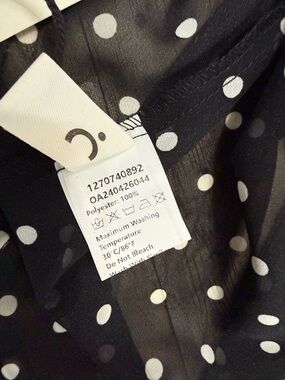 1270740892
OA240426044
Polyester: 100%
Maximum Washing
Temperature
30°C/86°F
Do Not Bleach